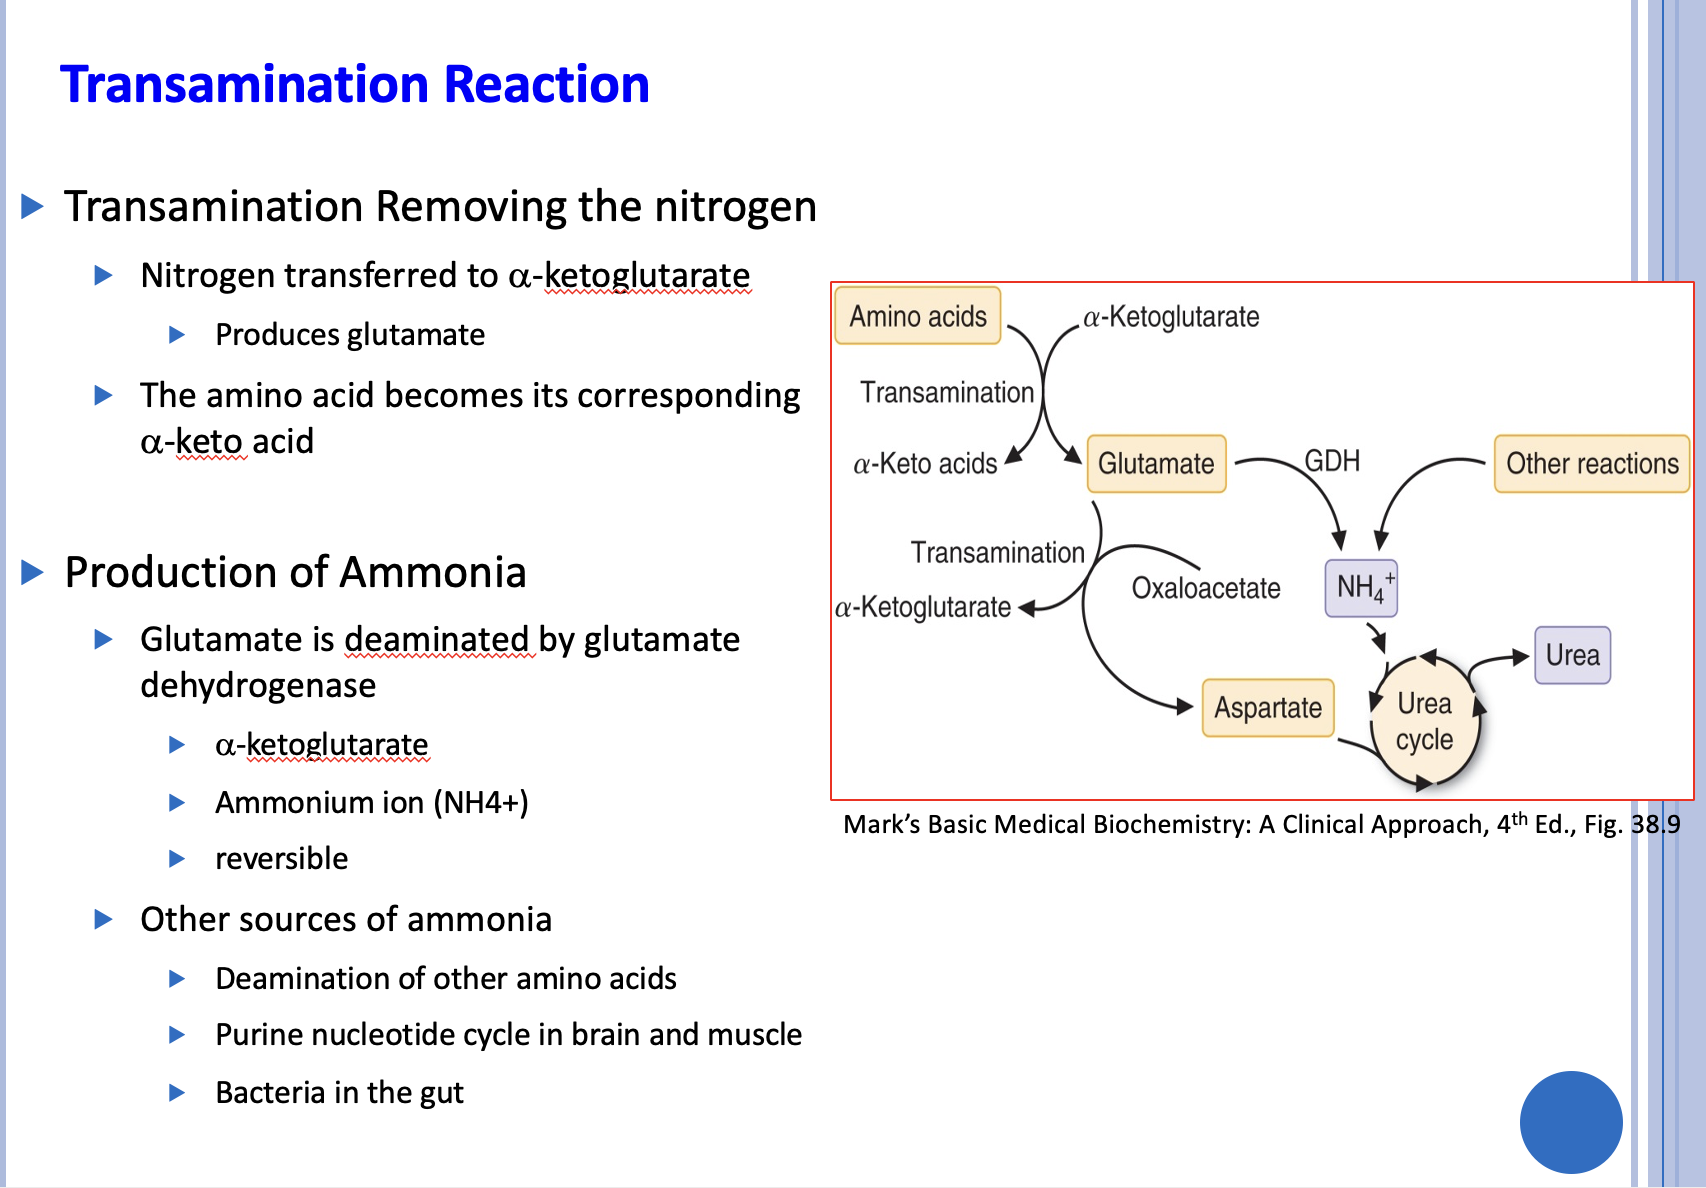 Transamination Reaction
Transamination Removing the nitrogen
Nitrogen transferred to α-ketoglutarate
Produces glutamate
The amino acid becomes its corresponding
α-keto acid
Production of Ammonia
Glutamate is deaminated by glutamate
dehydrogenase
α-ketoglutarate
Ammonium ion (NH4+)
reversible
Other sources of ammonia
Deamination of other amino acids
Purine nucleotide cycle in brain and muscle
Bacteria in the gut
Amino acids
α-Ketoglutarate
Transamination
α-Keto acids
Glutamate
GDH
Other reactions
Transamination
Oxaloacetate
NH₄⁺
α-Ketoglutarate
Urea
Aspartate
Urea
cycle
Mark’s Basic Medical Biochemistry: A Clinical Approach, 4th Ed., Fig. 38.9